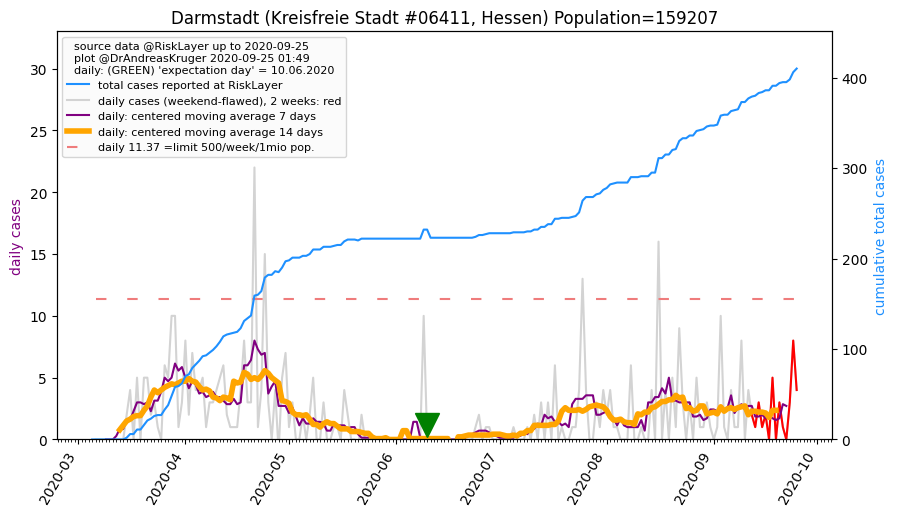 Darmstadt (Kreisfreie Stadt #06411, Hessen) Population=159207
source data @RiskLayer up to 2020-09-25
plot @DrAndreasKruger 2020-09-25 01:49
daily: (GREEN) 'expectation day' = 10.06.2020
total cases reported at RiskLayer
daily cases (weekend-flawed), 2 weeks: red
daily: centered moving average 7 days
daily: centered moving average 14 days
daily 11.37 =limit 500/week/1mio pop.
daily cases
30
25
20
15
10
5
0
cumulative total cases
400
300
200
100
0
2020-03
2020-04
2020-05
2020-06
2020-07
2020-08
2020-09
2020-10